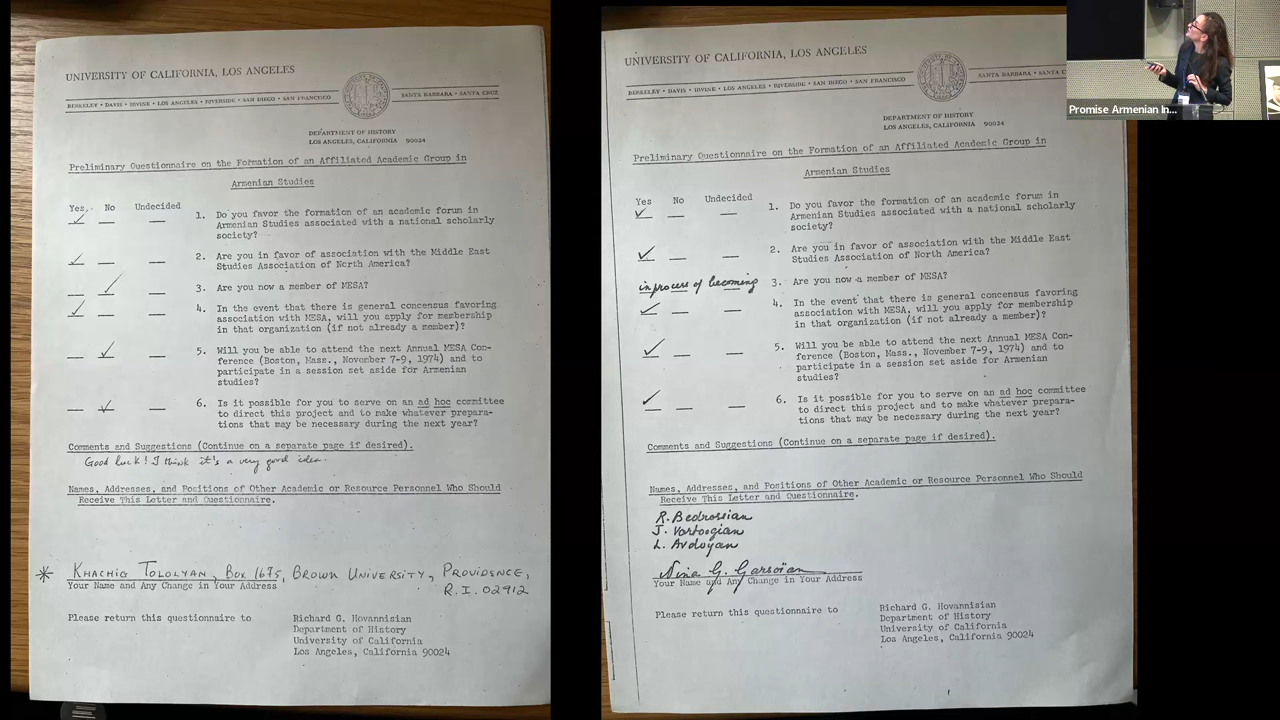 UNIVERSITY OF CALIFORNIA, LOS ANGELES
BERKELEY • DAVIS • IRVINE • LOS ANGELES • RIVERSIDE • SAN DIEGO • SAN FRANCISCO
SANTA BARBARA • SANTA CRUZ
DEPARTMENT OF HISTORY
LOS ANGELES, CALIFORNIA 90024
Preliminary Questionnaire on the Formation of an Affiliated Academic Group in
Armenian Studies
Yes No Undecided
1. Do you favor the formation of an academic forum in
Armenian Studies associated with a national scholarly
society?
2. Are you in favor of association with the Middle East
Studies Association of North America?
3. Are you now a member of MESA?
4. In the event that there is general concensus favoring
association with MESA, will you apply for membership
in that organization (if not already a member)?
5. Will you be able to attend the next Annual MESA Con-
ference (Boston, Mass., November 7-9, 1974) and to
participate in a session set aside for Armenian
studies?
6. Is it possible for you to serve on an ad hoc committee
to direct this project and to make whatever prepara-
tions that may be necessary during the next year?
Comments and Suggestions (Continue on a separate page if desired).
Good luck! I think it's a very good idea.
Names, Addresses, and Positions of Other Academic or Resource Personnel Who Should
Receive This Letter and Questionnaire.
* KHACHIG TOLOLYAN, BOX 1675, BROWN UNIVERSITY, PROVIDENCE,
R.I. 02912
Your Name and Any Change in Your Address
Please return this questionnaire to
Richard G. Hovannisian
Department of History
University of California
Los Angeles, California 90024
UNIVERSITY OF CALIFORNIA, LOS ANGELES
BERKELEY • DAVIS • IRVINE • LOS ANGELES • RIVERSIDE • SAN DIEGO • SAN FRANCISCO
SANTA BARBARA • SANTA C
DEPARTMENT OF HISTORY
LOS ANGELES, CALIFORNIA 90024
Preliminary Questionnaire on the Formation of an Affiliated Academic Group in
Armenian Studies
Yes No Undecided
1. Do you favor the formation of an academic forum in
Armenian Studies associated with a national scholarly
society?
2. Are you in favor of association with the Middle East
Studies Association of North America?
in process of becoming 3. Are you now a member of MESA?
4. In the event that there is general concensus favoring
association with MESA, will you apply for membership
in that organization (if not already a member)?
5. Will you be able to attend the next Annual MESA Con-
ference (Boston, Mass., November 7-9, 1974) and to
participate in a session set aside for Armenian
studies?
6. Is it possible for you to serve on an ad hoc committee
to direct this project and to make whatever prepara-
tions that may be necessary during the next year?
Comments and Suggestions (Continue on a separate page if desired).
Names, Addresses, and Positions of Other Academic or Resource Personnel Who Should
Receive This Letter and Questionnaire.
R. Bedrossian
J. Vartoogian
L. Avdoyan
Nina G. Garsoïan
Your Name and Any Change in Your Address
Please return this questionnaire to
Richard G. Hovannisian
Department of History
University of California
Los Angeles, California 90024
Promise Armenian In...